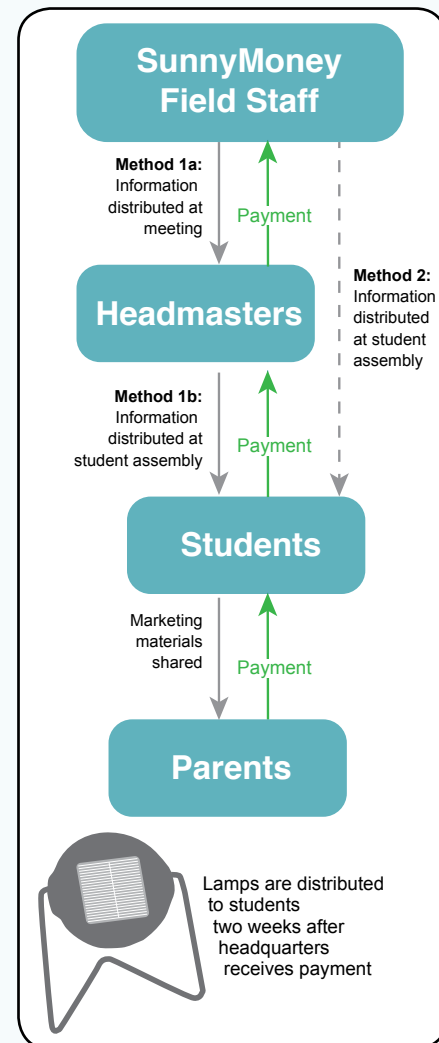 SunnyMoney
Field Staff
Method 1a:
Information
distributed at
meeting
Payment
Method 2:
Information
distributed
at student
assembly
Headmasters
Method 1b:
Information
distributed at
student assembly
Payment
Students
Marketing
materials
shared
Payment
Parents
Lamps are distributed
to students
two weeks after
headquarters
receives payment